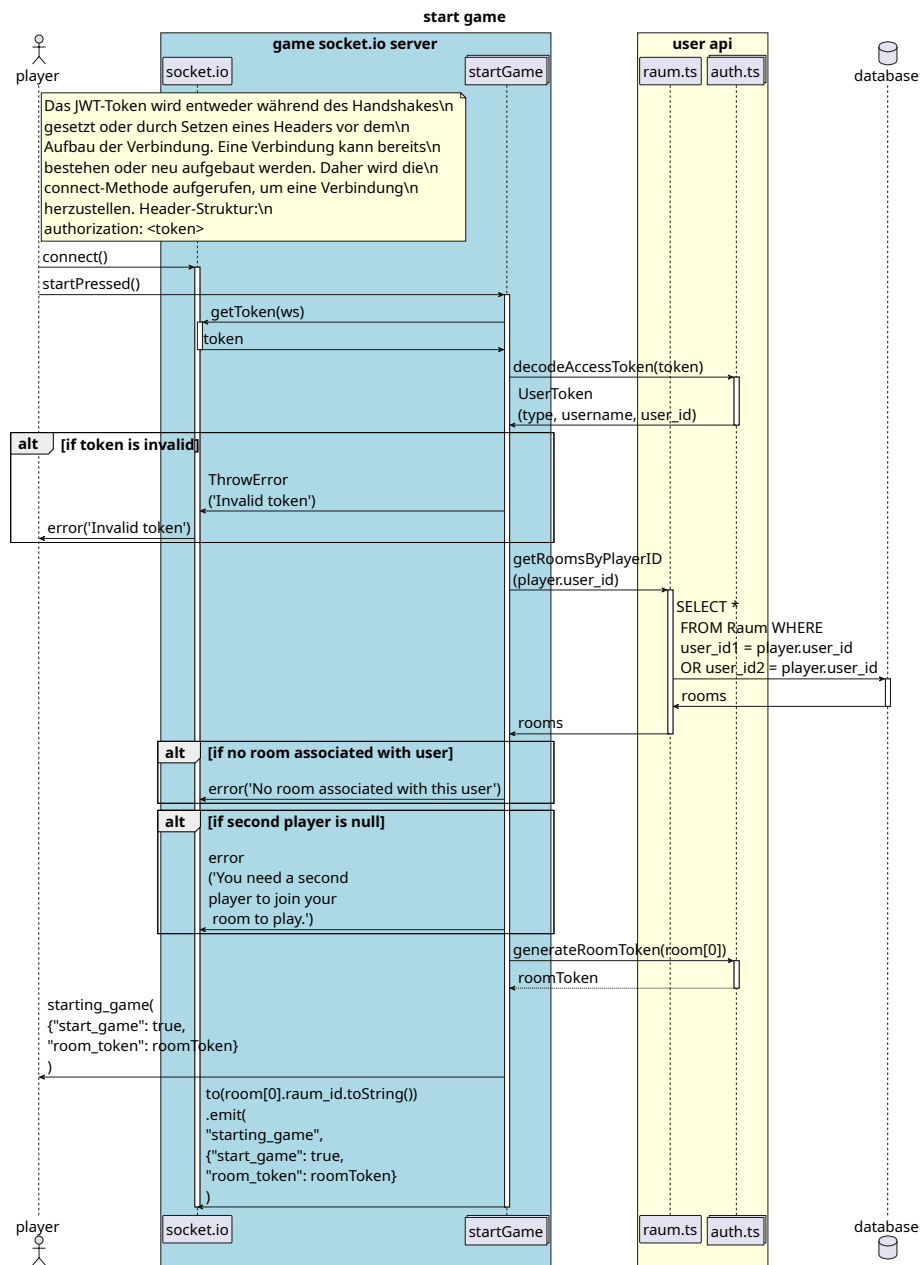 start game
game socket.io server
user api
player
socket.io
startGame
raum.ts
auth.ts
database
Das JWT-Token wird entweder während des Handshakes\n
gesetzt oder durch Setzen eines Headers vor dem\n
Aufbau der Verbindung. Eine Verbindung kann bereits\n
bestehen oder neu aufgebaut werden. Daher wird die\n
connect-Methode aufgerufen, um eine Verbindung\n
herzustellen. Header-Struktur:\n
authorization: <token>
connect()
startPressed()
getToken(ws)
token
decodeAccessToken(token)
UserToken
(type, username, user_id)
alt
[if token is invalid]
ThrowError
('Invalid token')
error('Invalid token')
getRoomsByPlayerID
(player.user_id)
SELECT *
FROM Raum WHERE
user_id1 = player.user_id
OR user_id2 = player.user_id
rooms
rooms
alt
[if no room associated with user]
error('No room associated with this user')
alt
[if second player is null]
error
('You need a second
player to join your
room to play.')
generateRoomToken(room[0])
roomToken
starting_game(
{"start_game": true,
"room_token": roomToken}
)
to(room[0].raum_id.toString())
.emit(
"starting_game",
{"start_game": true,
"room_token": roomToken}
)
player
socket.io
startGame
raum.ts
auth.ts
database